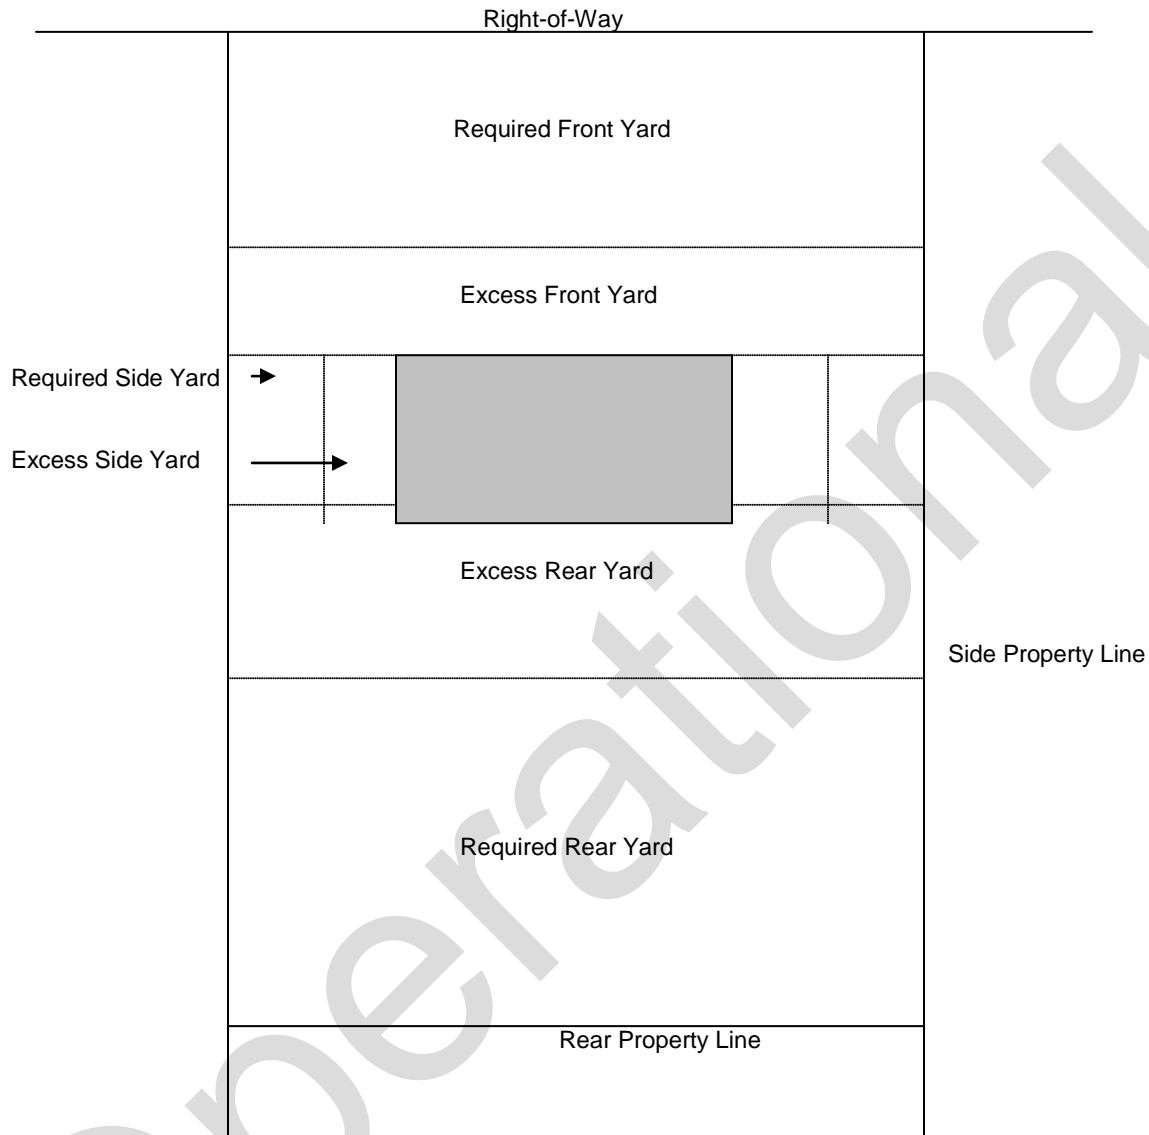 Right-of-Way
Required Front Yard
Excess Front Yard
Required Side Yard
Excess Side Yard
Excess Rear Yard
Side Property Line
Required Rear Yard
Rear Property Line
perational